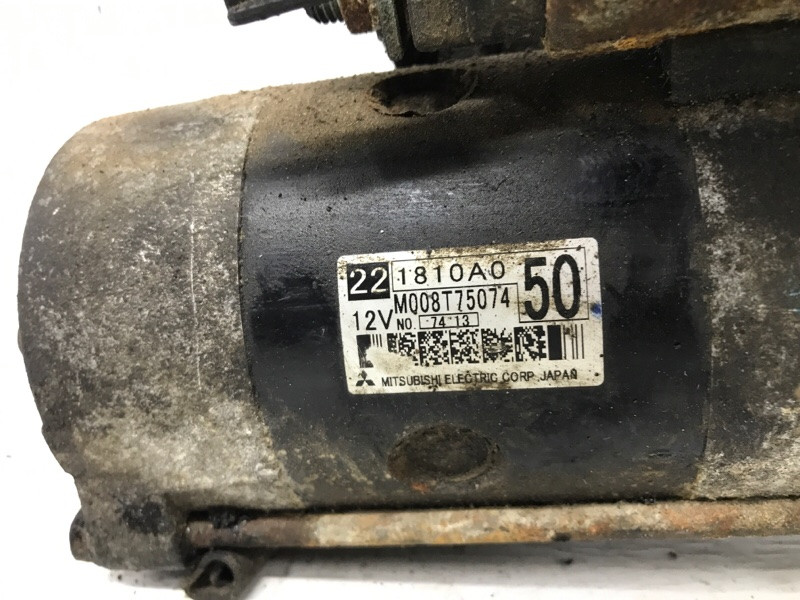 22 1810A0 50
M008T75074
12V NO. 74 13
MITSUBISHI ELECTRIC CORP. JAPAN